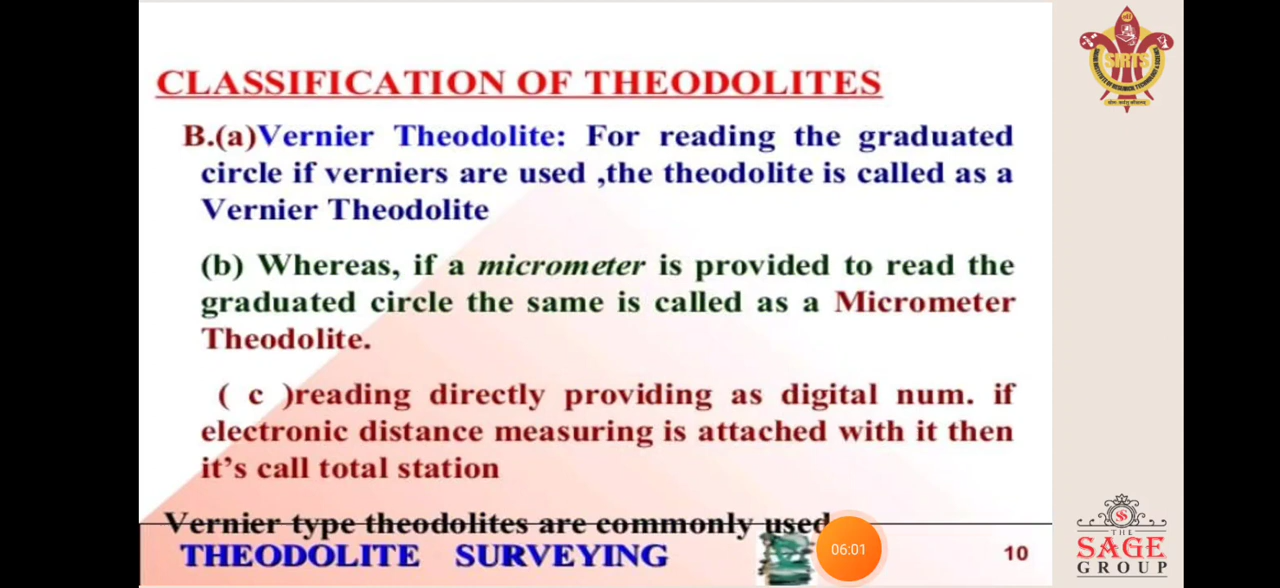 CLASSIFICATION OF THEODOLITES
B.(a)Vernier Theodolite: For reading the graduated
circle if verniers are used ,the theodolite is called as a
Vernier Theodolite
(b) Whereas, if a micrometer is provided to read the
graduated circle the same is called as a Micrometer
Theodolite.
( c )reading directly providing as digital num. if
electronic distance measuring is attached with it then
it's call total station
Vernier type theodolites are commonly used
THEODOLITE SURVEYING
06:01
10
SIRTS
THE
SAGE
GROUP